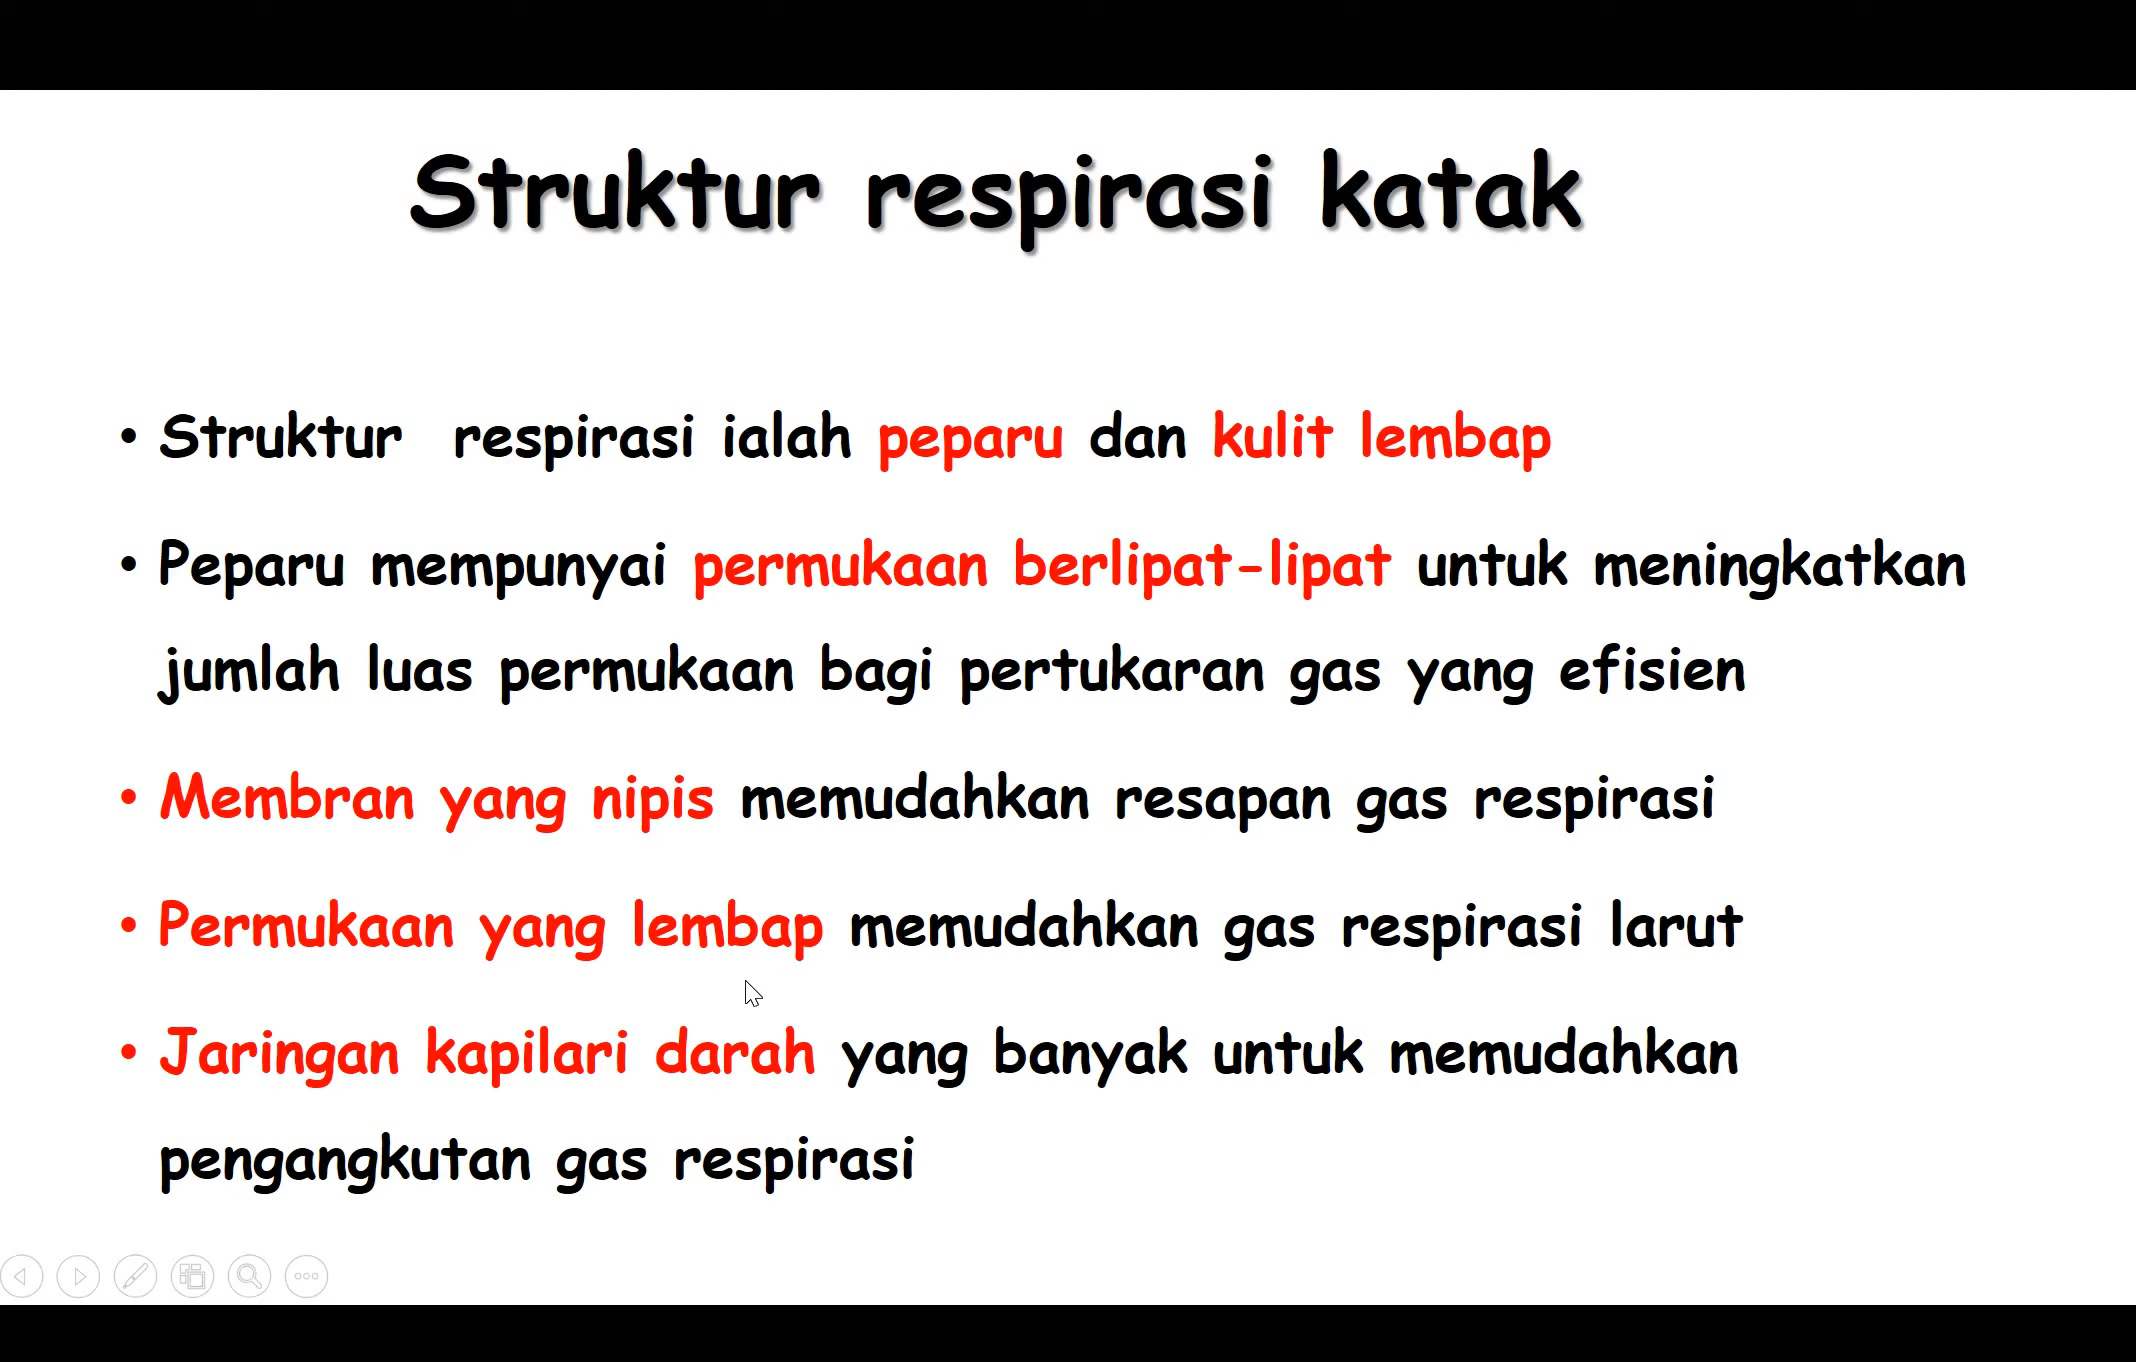 Struktur respirasi katak
• Struktur  respirasi ialah peparu dan kulit lembap
• Peparu mempunyai permukaan berlipat-lipat untuk meningkatkan
jumlah luas permukaan bagi pertukaran gas yang efisien
• Membran yang nipis memudahkan resapan gas respirasi
• Permukaan yang lembap memudahkan gas respirasi larut
• Jaringan kapilari darah yang banyak untuk memudahkan
pengangkutan gas respirasi